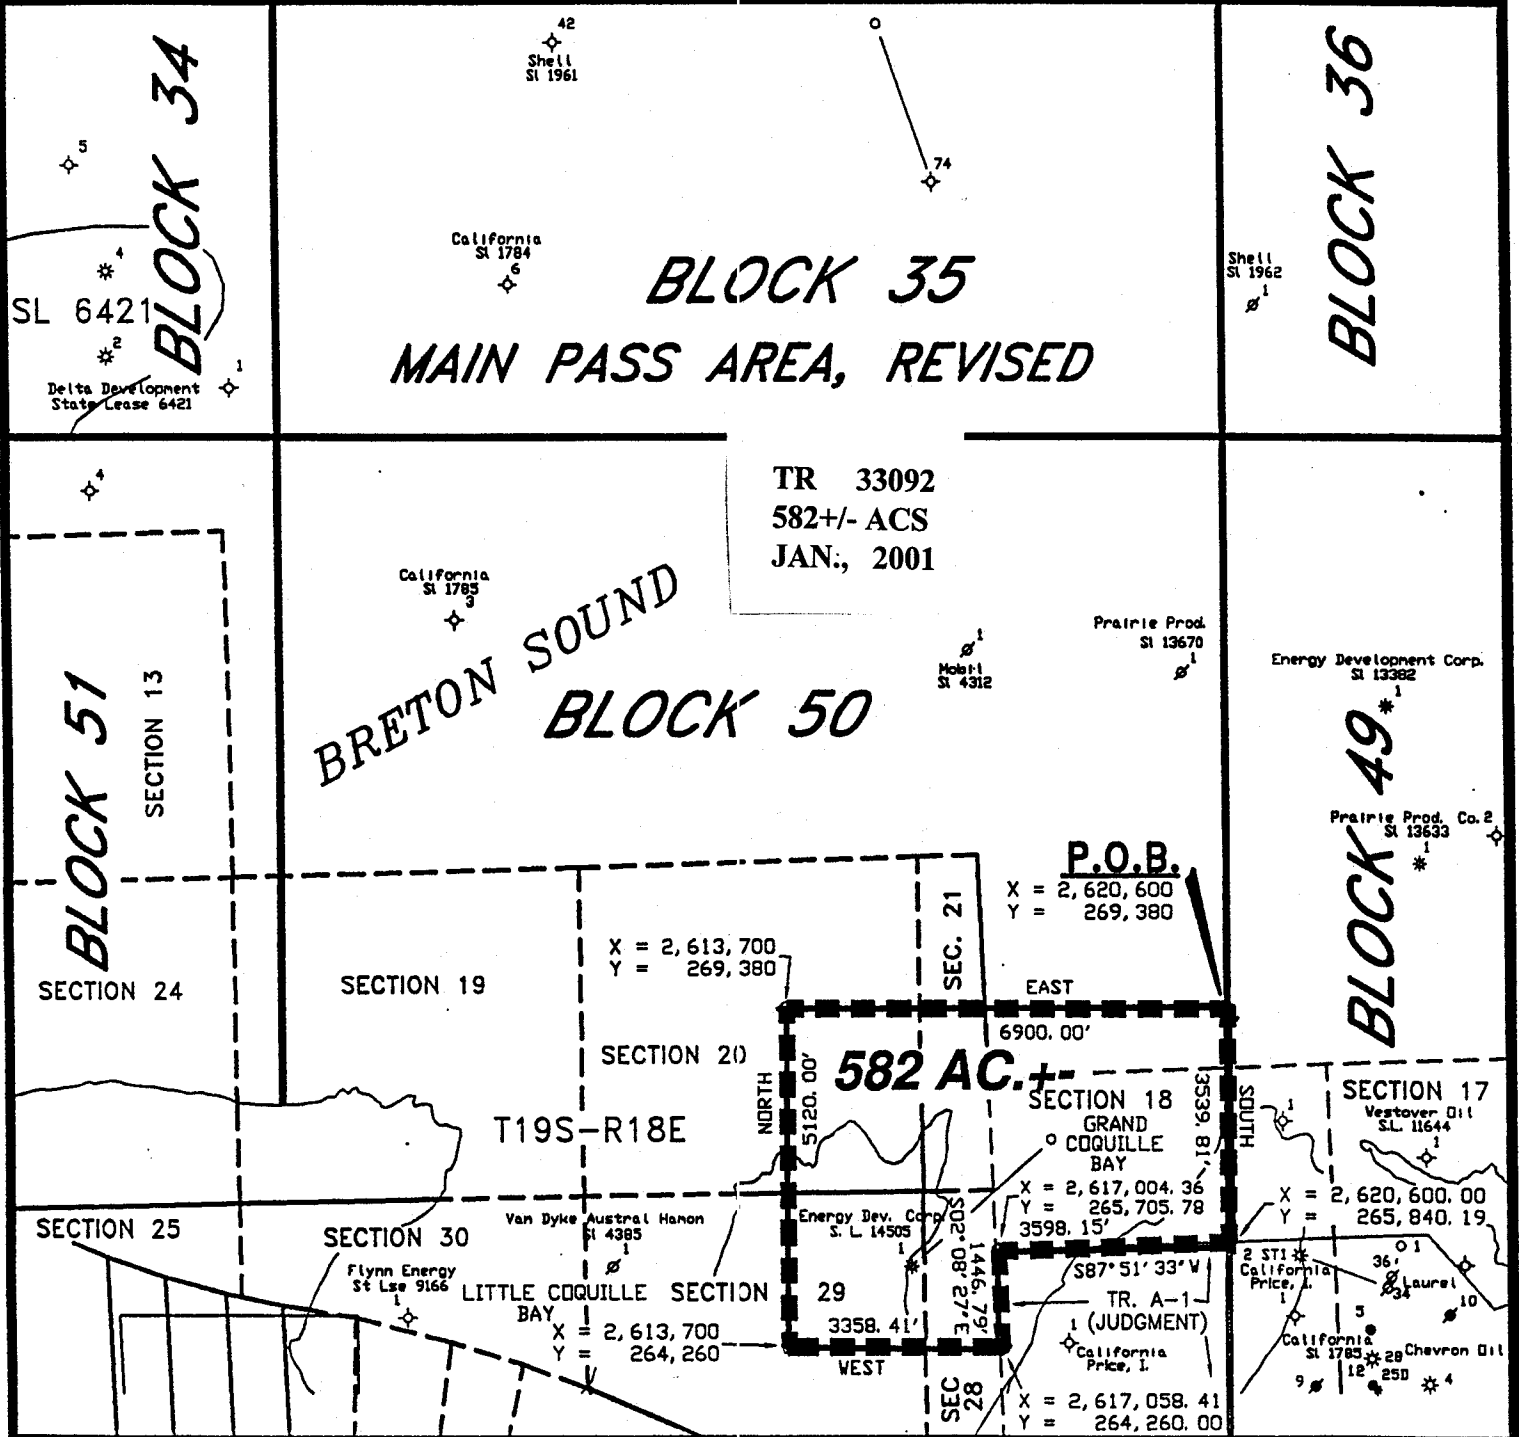 BLOCK 34
42
Shell
Sl 1961
74
BLOCK 36
5
4
SL 6421
2
1
Delta Development
State Lease 6421
California
Sl 1784
6
BLOCK 35
MAIN PASS AREA, REVISED
Shell
Sl 1962
1
4
TR 33092
582+/- ACS
JAN., 2001
California
Sl 1785
3
BRETON SOUND
BLOCK 50
1
Mobil
Sl 4312
Prairie Prod.
Sl 13670
1
Energy Development Corp.
Sl 13382
1
BLOCK 51
SECTION 13
BLOCK 49
Prairie Prod. Co. 2
Sl 13633
1
P.O.B.
X = 2,620,600
Y = 269,380
X = 2,613,700
Y = 269,380
SEC. 21
SECTION 24
SECTION 19
EAST
6900.00'
SECTION 20
582 AC.+-
NORTH
5120.00'
T19S-R18E
SECTION 18
GRAND
COQUILLE
BAY
3539.81'
SOUTH
SECTION 17
Vestover Oil
S.L. 11644
1
1
X = 2,617,004.36
Y = 265,705.78
3598.15'
X = 2,620,600.00
Y = 265,840.19
SECTION 25
SECTION 30
Van Dyke Austral Hanon
Sl 4385
1
Energy Dev. Corp
S. L. 14505
1
S02°08'27"E
1446.79'
S87°51'33"W
Flynn Energy
St Lse 9166
1
LITTLE COQUILLE
BAY
SECTION 29
X = 2,613,700
Y = 264,260
3358.41'
WEST
TR. A-1
(JUDGMENT)
1
California
Price, I.
2 ST1
California
Price, I.
1
1
36
34
Laurel
10
5
California
Sl 1785
28
Chevron Oil
12
25D
9
4
SEC
28
X = 2,617,058.41
Y = 264,260.00